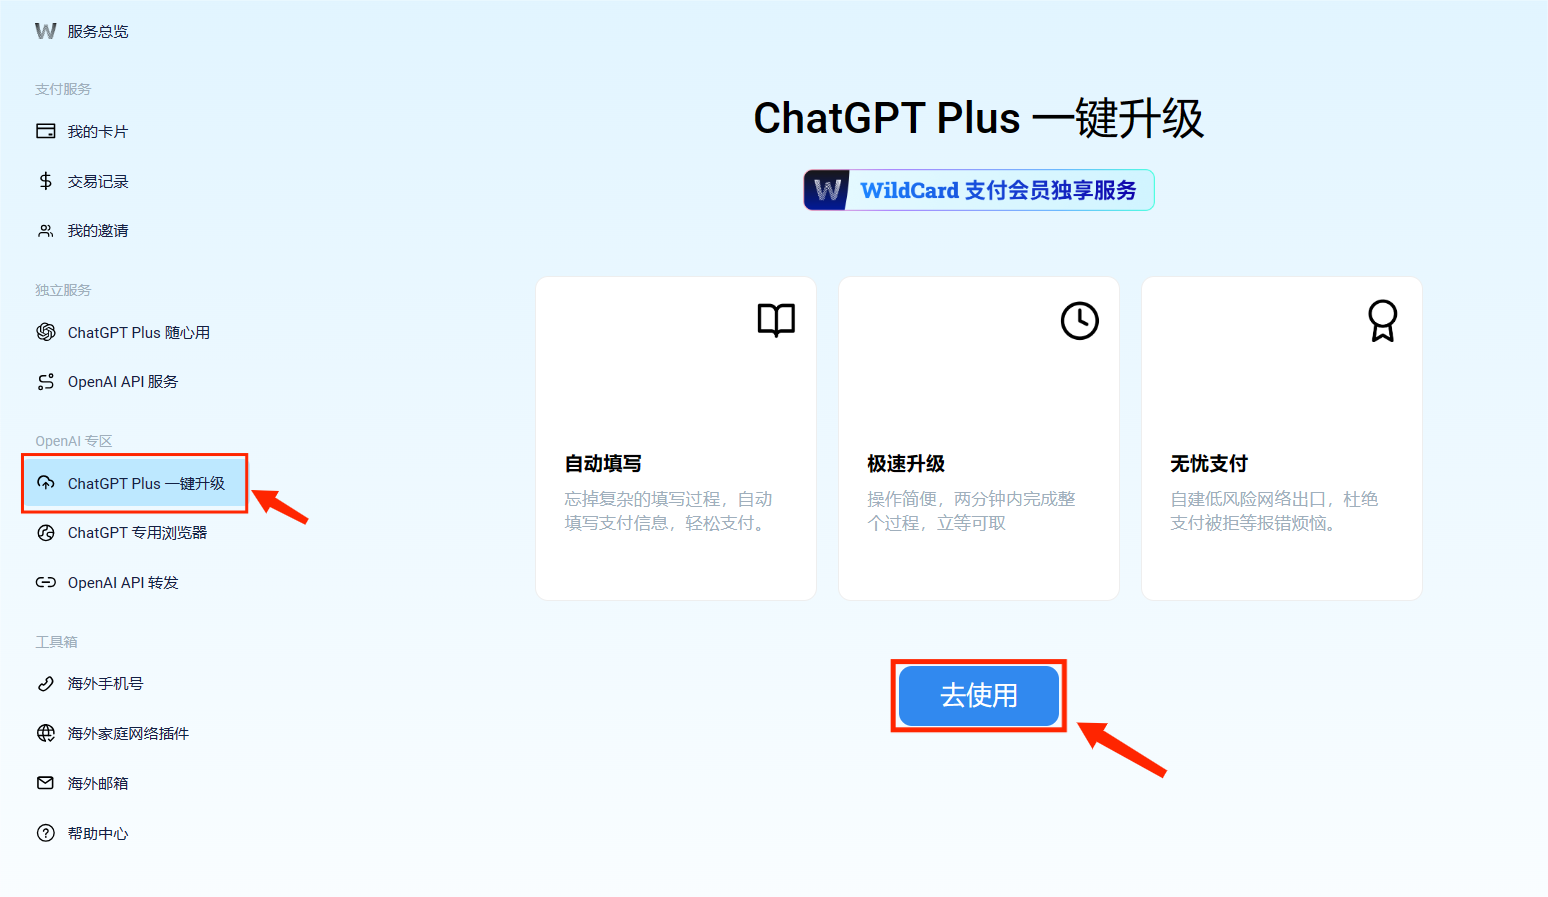 W 服务总览
支付服务
我的卡片
交易记录
我的邀请
独立服务
ChatGPT Plus 随心用
OpenAI API 服务
OpenAI 专区
ChatGPT Plus 一键升级
ChatGPT 专用浏览器
OpenAI API 转发
工具箱
海外手机号
海外家庭网络插件
海外邮箱
帮助中心
ChatGPT Plus 一键升级
W WildCard 支付会员独享服务
自动填写
忘掉复杂的填写过程，自动
填写支付信息，轻松支付。
极速升级
操作简便，两分钟内完成整
个过程，立等可取
无忧支付
自建低风险网络出口，杜绝
支付被拒等报错烦恼。
去使用